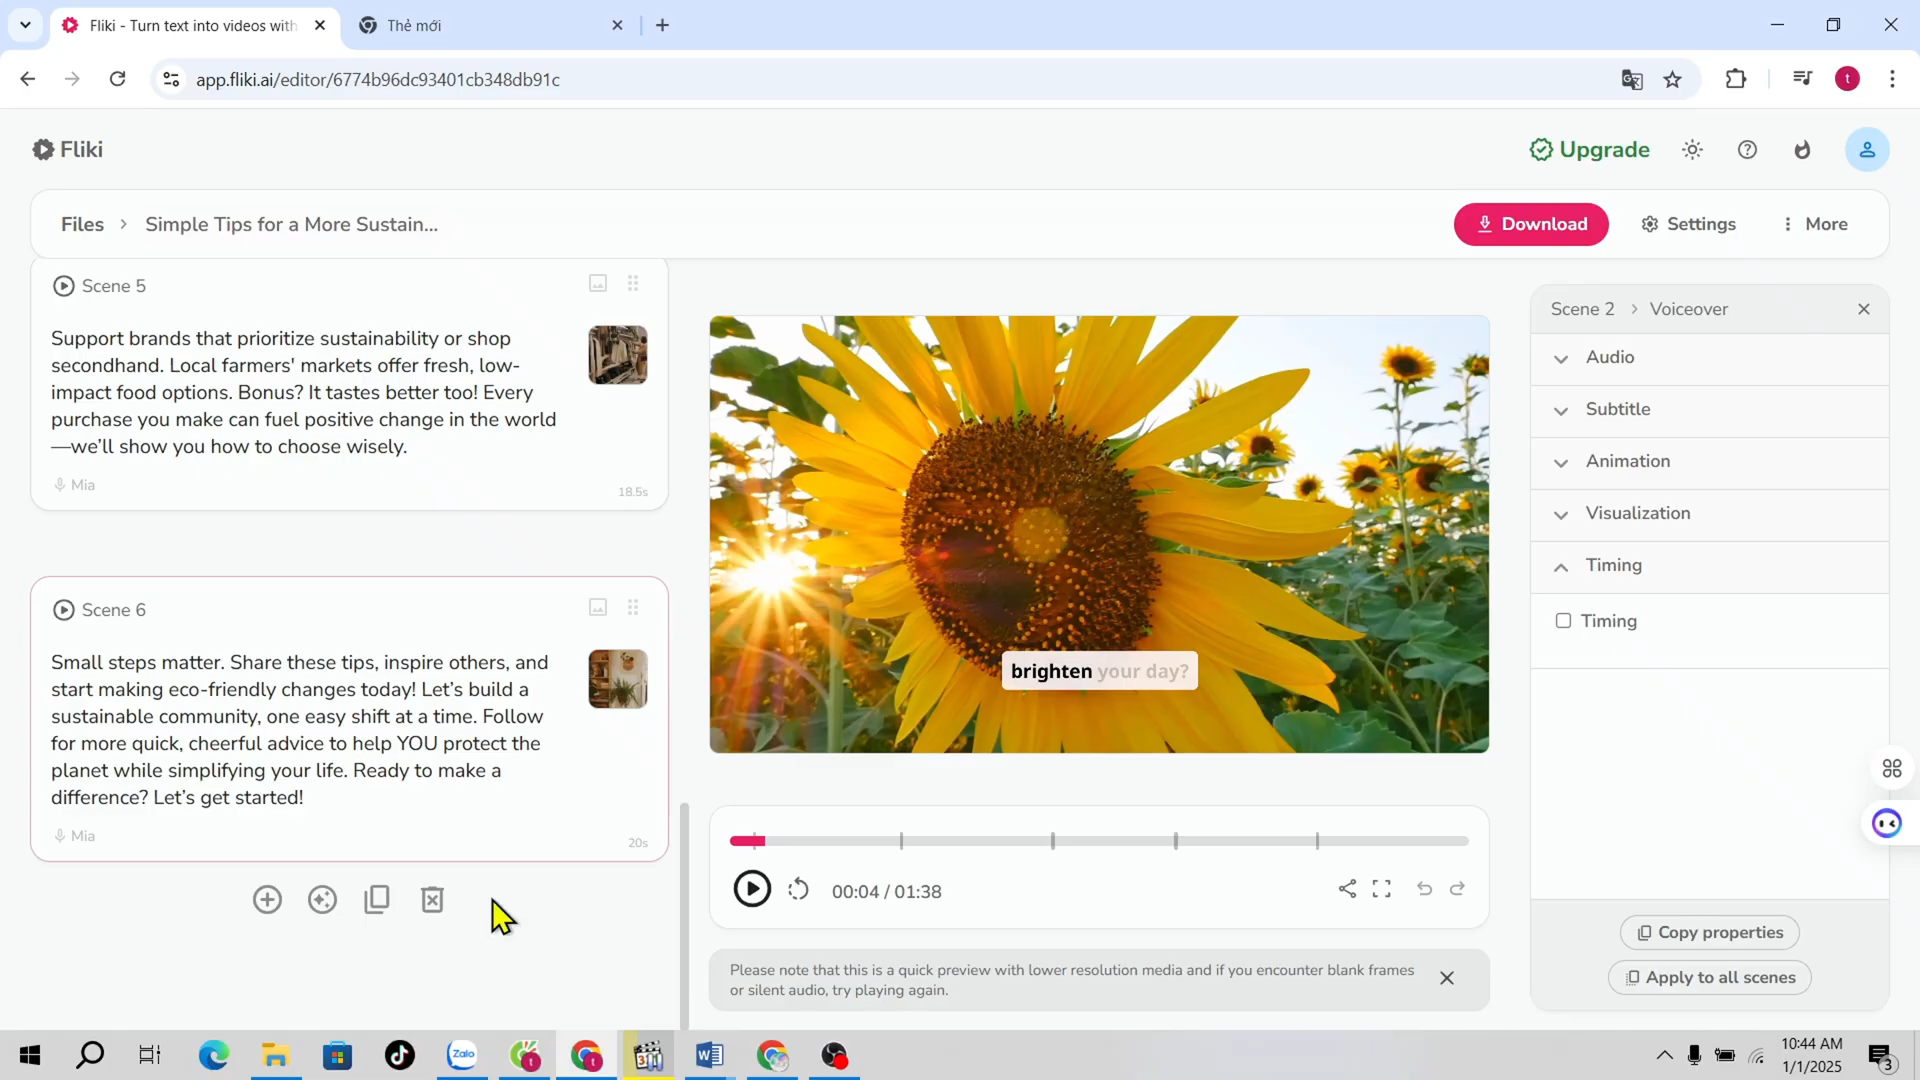 Fliki - Turn text into videos with
Thẻ mới
app.fliki.ai/editor/6774b96dc93401cb348db91c
t
Fliki
Upgrade
Files
Simple Tips for a More Sustain...
Download
Settings
More
Scene 5
Support brands that prioritize sustainability or shop
secondhand. Local farmers' markets offer fresh, low-
impact food options. Bonus? It tastes better too! Every
purchase you make can fuel positive change in the world
—we’ll show you how to choose wisely.
Mia
18.5s
Scene 6
Small steps matter. Share these tips, inspire others, and
start making eco-friendly changes today! Let’s build a
sustainable community, one easy shift at a time. Follow
for more quick, cheerful advice to help YOU protect the
planet while simplifying your life. Ready to make a
difference? Let’s get started!
Mia
20s
brighten your day?
00:04 / 01:38
Please note that this is a quick preview with lower resolution media and if you encounter blank frames
or silent audio, try playing again.
Scene 2
Voiceover
Audio
Subtitle
Animation
Visualization
Timing
Timing
Copy properties
Apply to all scenes
Zalo
t
t
10:44 AM
1/1/2025
3